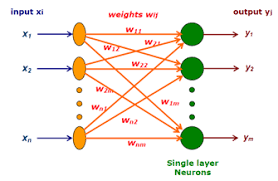 input xi weights wij output yj
x1 w11 y1
w12 w21
x2 w22 y2
w2m
wn1 w1m
wn2
xn wnm ym
Single layer
Neurons